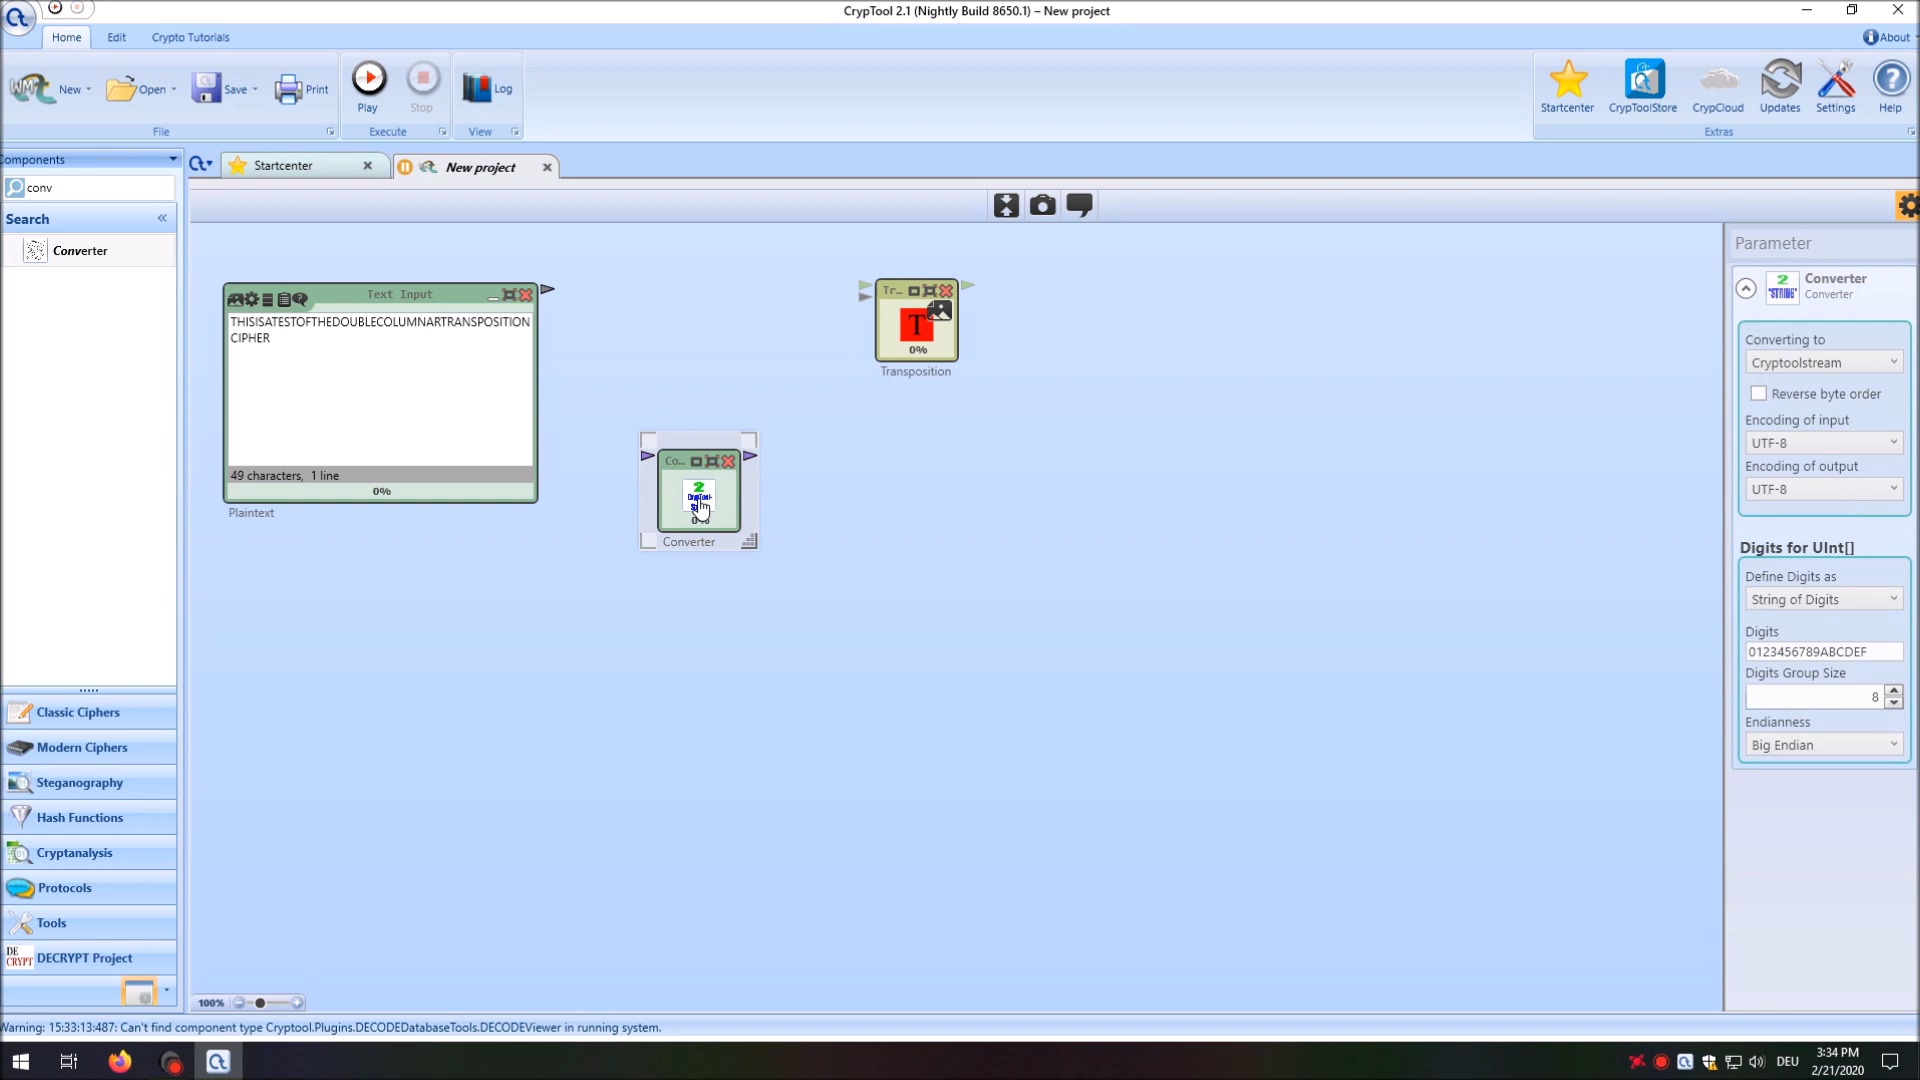 CrypTool 2.1 (Nightly Build 8650.1) – New project
Home
Edit
Crypto Tutorials
About
New
Open
Save
Print
Play
Stop
Log
Startcenter
CrypToolStore
CrypCloud
Updates
Settings
Help
File
Execute
View
Extras
Components
Startcenter
New project
conv
Search
Converter
Classic Ciphers
Modern Ciphers
Steganography
Hash Functions
Cryptanalysis
Protocols
Tools
DECRYPT Project
Text Input
THISISATESTOFTHEDOUBLECOLUMNARTRANSPOSITION
CIPHER
49 characters, 1 line
0%
Plaintext
Tr...
T
0%
Transposition
Co...
2
Converter
Parameter
2
"STRING"
Converter
Converter
Converting to
Cryptoolstream
Reverse byte order
Encoding of input
UTF-8
Encoding of output
UTF-8
Digits for UInt[]
Define Digits as
String of Digits
Digits
0123456789ABCDEF
Digits Group Size
8
Endianness
Big Endian
100%
Warning: 15:33:13:487: Can't find component type Cryptool.Plugins.DECODEDatabaseTools.DECODEViewer in running system.
DEU
3:34 PM
2/21/2020